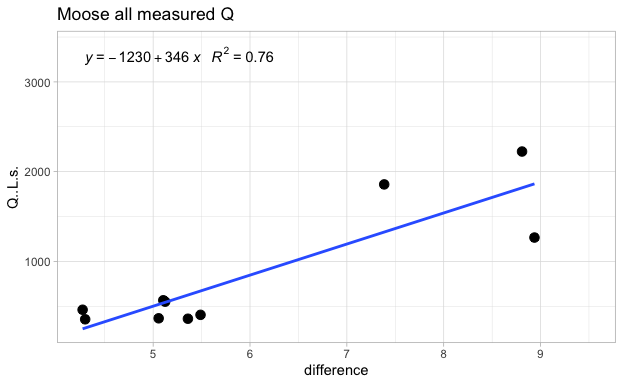 Moose all measured Q
y = −1230 + 346 x R² = 0.76
3000
2000
1000
Q..L.s.
5 6 7 8 9
difference